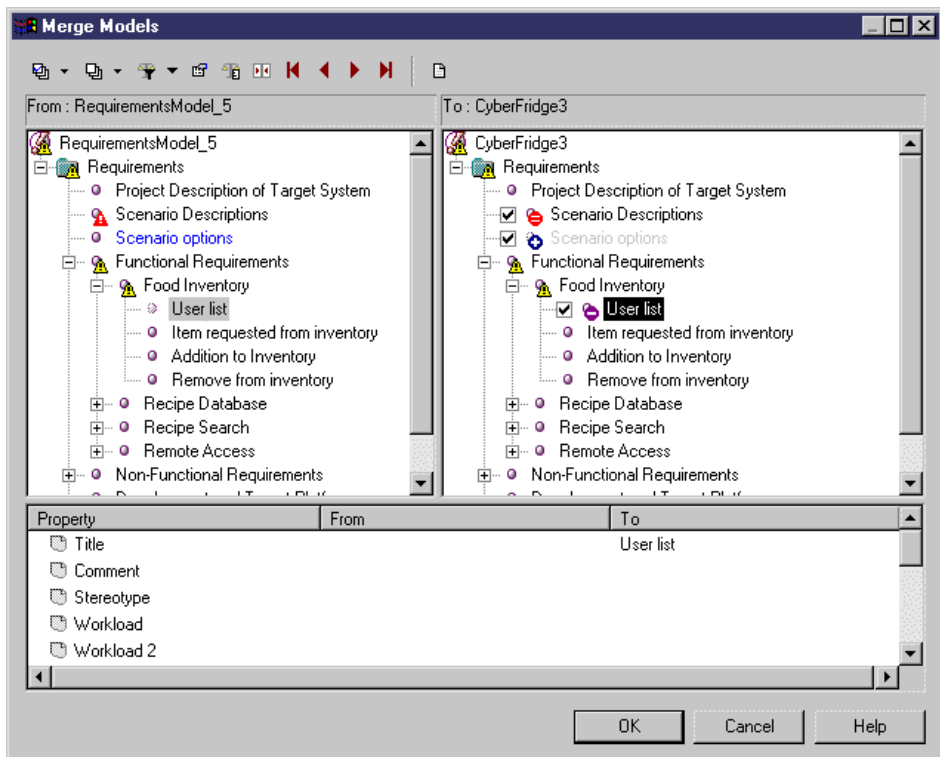 Merge Models
From : RequirementsModel_5
RequirementsModel_5
Requirements
Project Description of Target System
Scenario Descriptions
Scenario options
Functional Requirements
Food Inventory
User list
Item requested from inventory
Addition to Inventory
Remove from inventory
Recipe Database
Recipe Search
Remote Access
Non-Functional Requirements
To : CyberFridge3
CyberFridge3
Requirements
Project Description of Target System
Scenario Descriptions
Scenario options
Functional Requirements
Food Inventory
User list
Item requested from inventory
Addition to Inventory
Remove from inventory
Recipe Database
Recipe Search
Remote Access
Non-Functional Requirements
Property From To
Title User list
Comment
Stereotype
Workload
Workload 2
OK Cancel Help